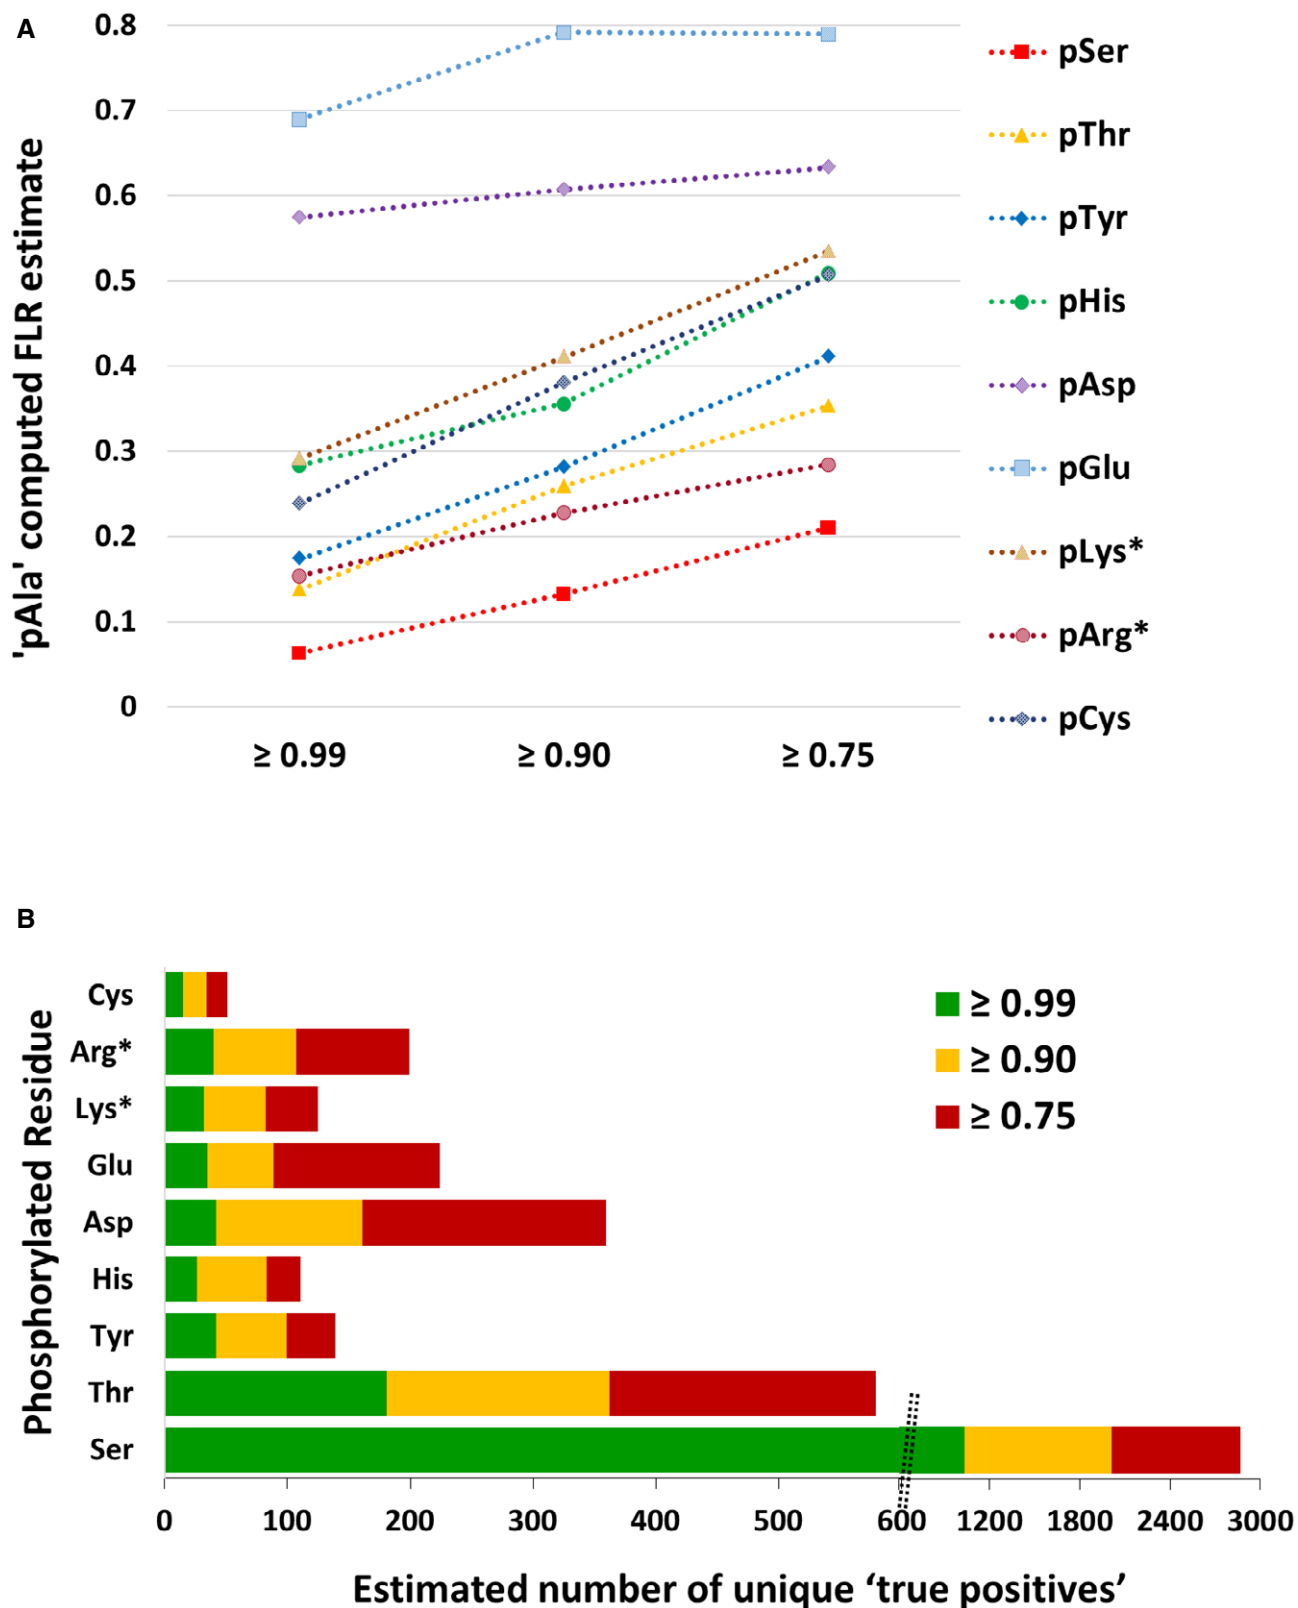 A
'pAla' computed FLR estimate
0.8
0.7
0.6
0.5
0.4
0.3
0.2
0.1
0
≥ 0.99
≥ 0.90
≥ 0.75
pSer
pThr
pTyr
pHis
pAsp
pGlu
pLys*
pArg*
pCys
B
Phosphorylated Residue
Cys
Arg*
Lys*
Glu
Asp
His
Tyr
Thr
Ser
≥ 0.99
≥ 0.90
≥ 0.75
0 100 200 300 400 500 600 1200 1800 2400 3000
Estimated number of unique ‘true positives’